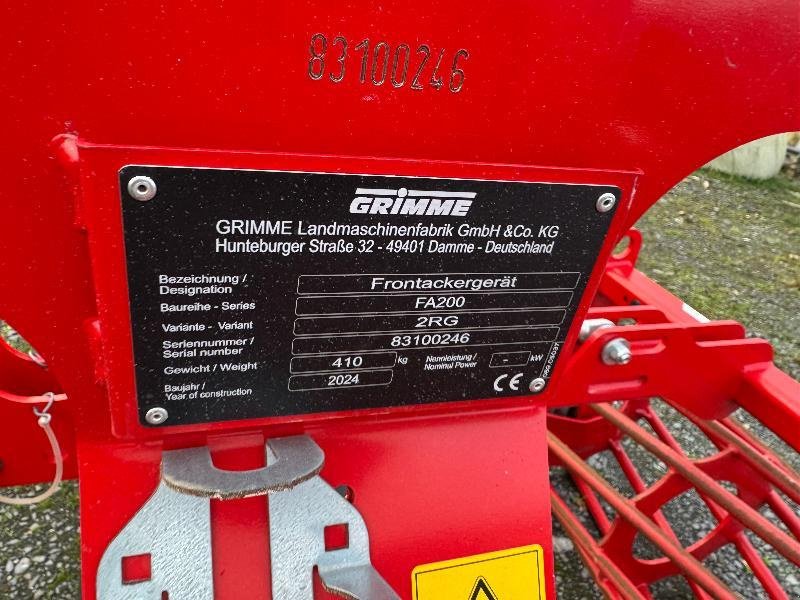 83100246
GRIMME
GRIMME Landmaschinenfabrik GmbH &Co. KG
Hunteburger Straße 32 - 49401 Damme - Deutschland
Bezeichnung / Designation Frontackergerät
Baureihe - Series FA200
Variante - Variant 2RG
Seriennummer / Serial number 83100246
Gewicht / Weight 410 kg Nennleistung / Nominal Power - kW
Baujahr / Year of construction 2024
CE